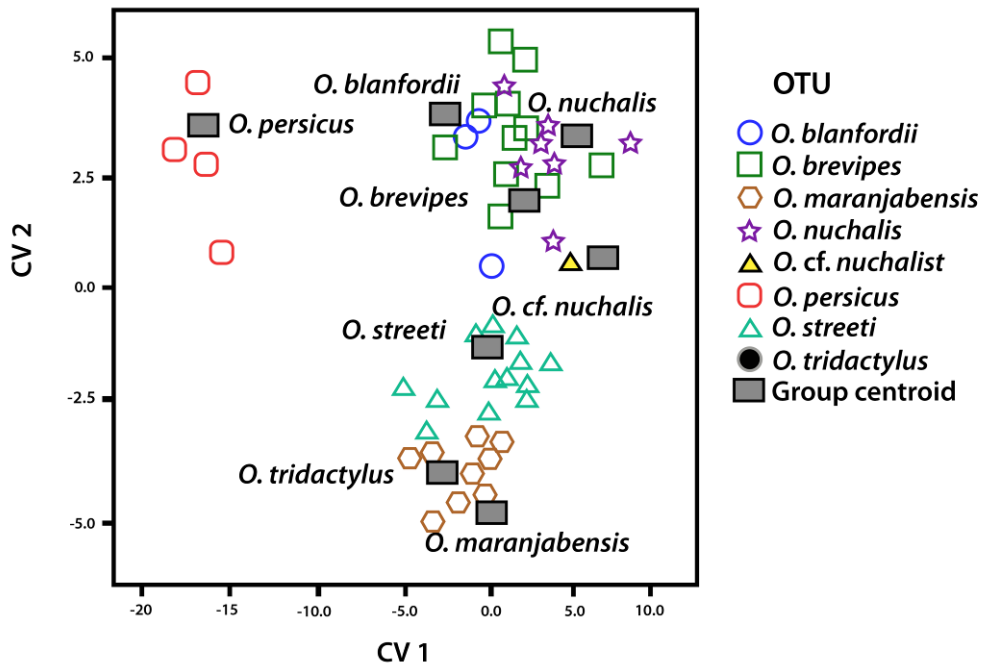 5.0
2.5
0.0
-2.5
-5.0
CV 2
-20
-15
-10.0
-5.0
0.0
5.0
10.0
CV 1
O. blanfordii
O. nuchalis
O. persicus
O. brevipes
O. cf. nuchalis
O. streeti
O. tridactylus
O. maranjabensis
OTU
O. blanfordii
O. brevipes
O. maranjabensis
O. nuchalis
O. cf. nuchalist
O. persicus
O. streeti
O. tridactylus
Group centroid